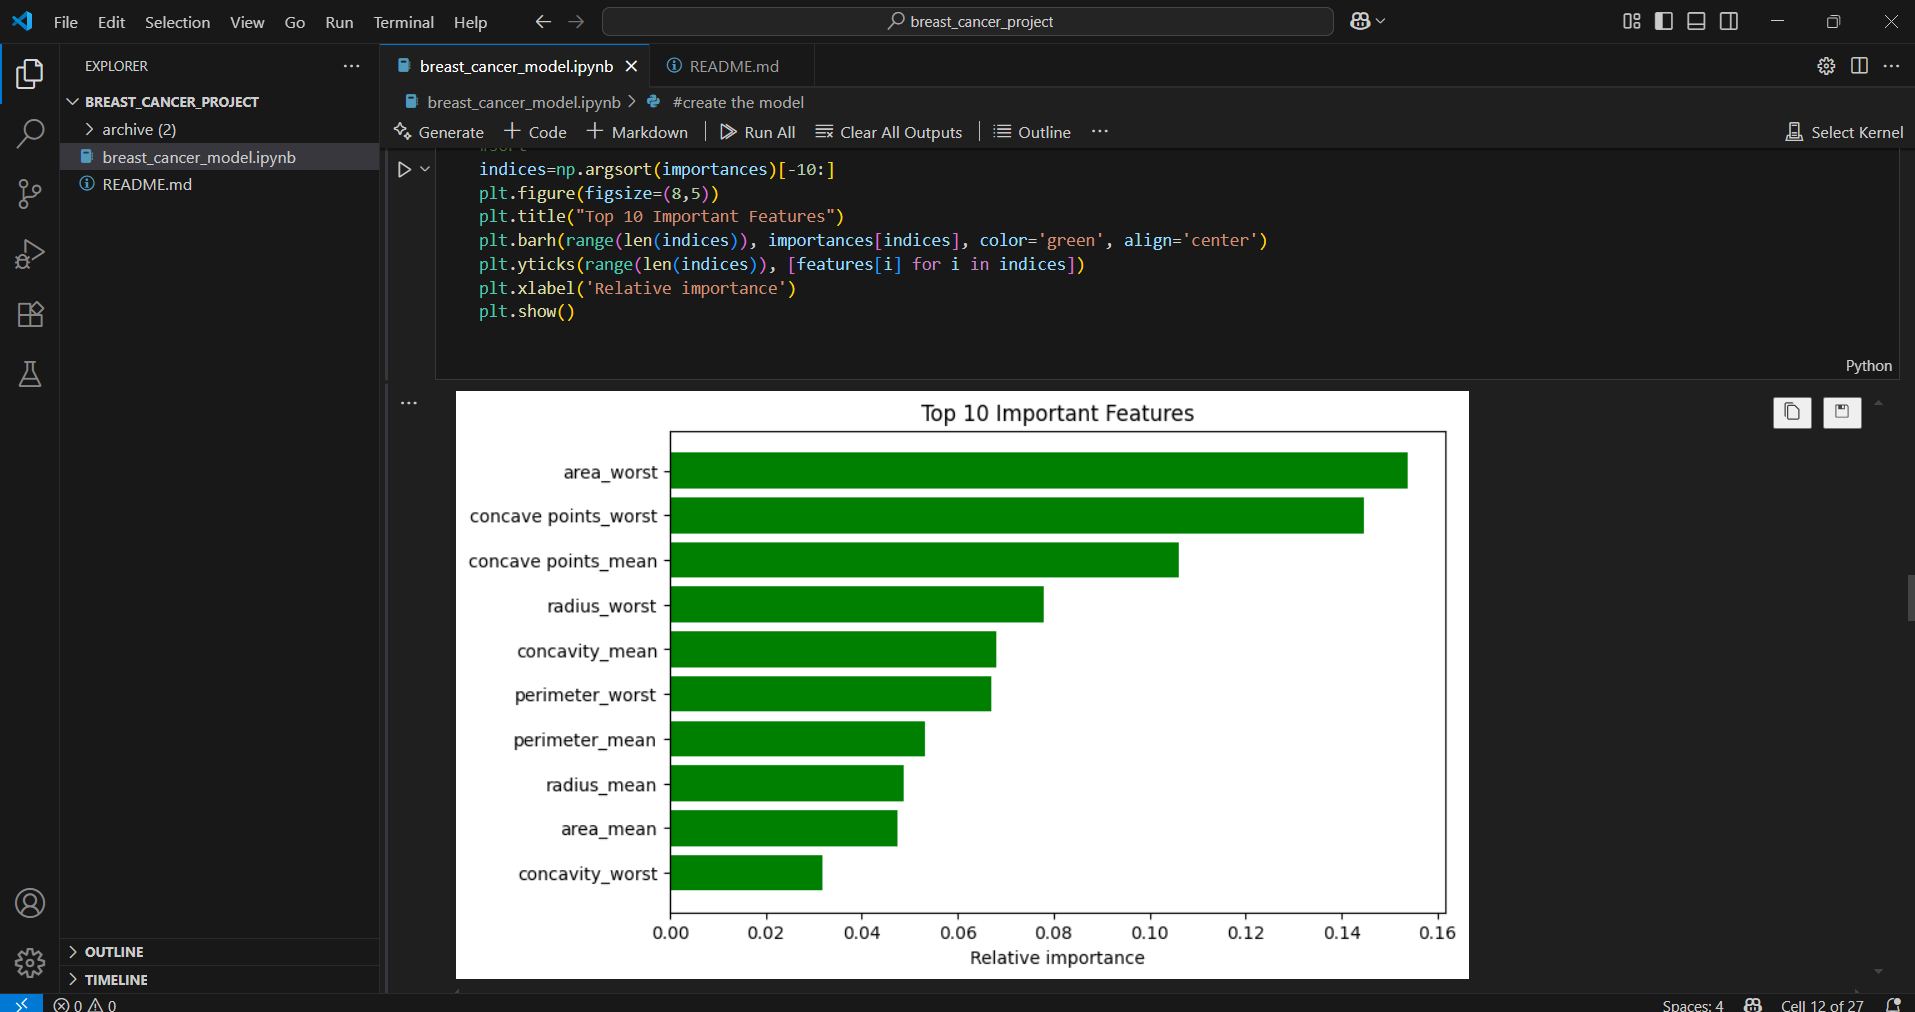 File Edit Selection View Go Run Terminal Help
breast_cancer_project
EXPLORER
BREAST_CANCER_PROJECT
archive (2)
breast_cancer_model.ipynb
README.md
OUTLINE
TIMELINE
breast_cancer_model.ipynb
README.md
breast_cancer_model.ipynb > #create the model
Generate + Code + Markdown Run All Clear All Outputs Outline ...
Select Kernel
#sort
indices=np.argsort(importances)[-10:]
plt.figure(figsize=(8,5))
plt.title("Top 10 Important Features")
plt.barh(range(len(indices)), importances[indices], color='green', align='center')
plt.yticks(range(len(indices)), [features[i] for i in indices])
plt.xlabel('Relative importance')
plt.show()
Python
Top 10 Important Features
area_worst
concave points_worst
concave points_mean
radius_worst
concavity_mean
perimeter_worst
perimeter_mean
radius_mean
area_mean
concavity_worst
0.00 0.02 0.04 0.06 0.08 0.10 0.12 0.14 0.16
Relative importance
0 0
Spaces: 4
Cell 12 of 27